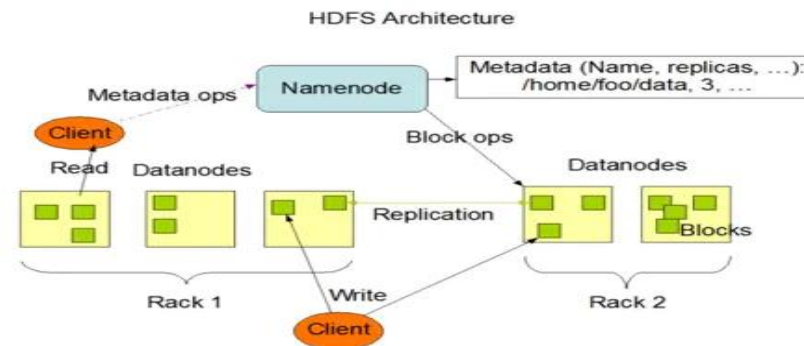 HDFS Architecture
Metadata (Name, replicas, ...):
/home/foo/data, 3, ...
Namenode
Metadata ops
Client
Block ops
Read
Datanodes
Datanodes
Replication
Blocks
Rack 1
Write
Rack 2
Client